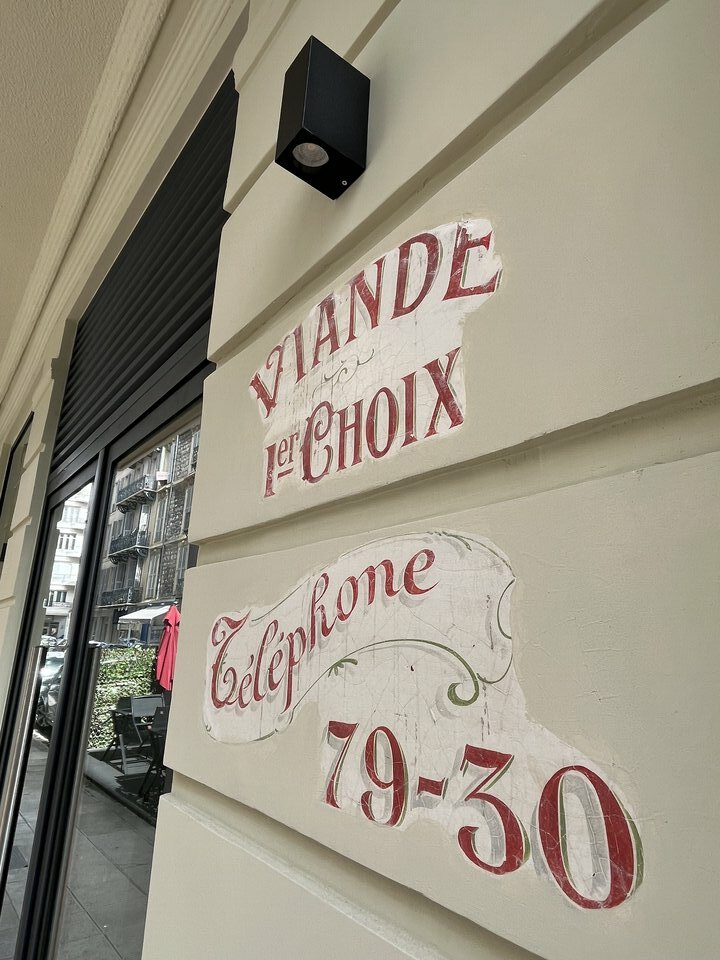 VIANDE
1er CHOIX
Téléphone
79-30